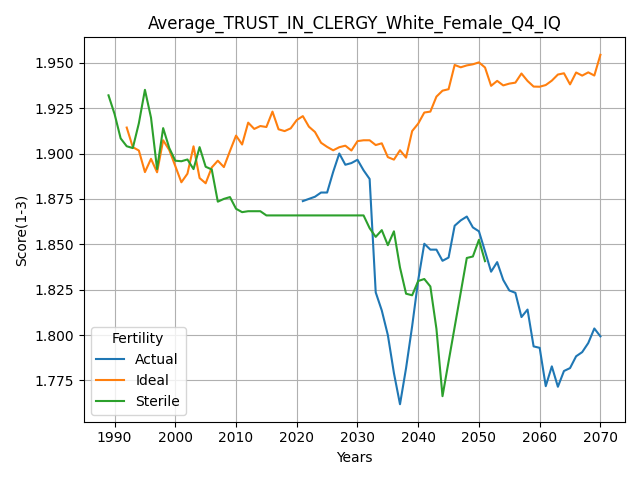 Average_TRUST_IN_CLERGY_White_Female_Q4_IQ
Score(1-3)
1.950
1.925
1.900
1.875
1.850
1.825
1.800
1.775
Fertility
Actual
Ideal
Sterile
1990 2000 2010 2020 2030 2040 2050 2060 2070
Years